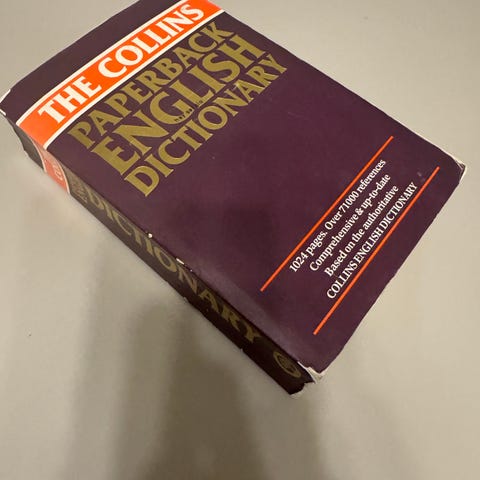 THE COLLINS
PAPERBACK
ENGLISH
DICTIONARY
1024 pages. Over 71000 references
Comprehensive & up-to-date
Based on the authoritative
COLLINS ENGLISH DICTIONARY
DICTIONARY